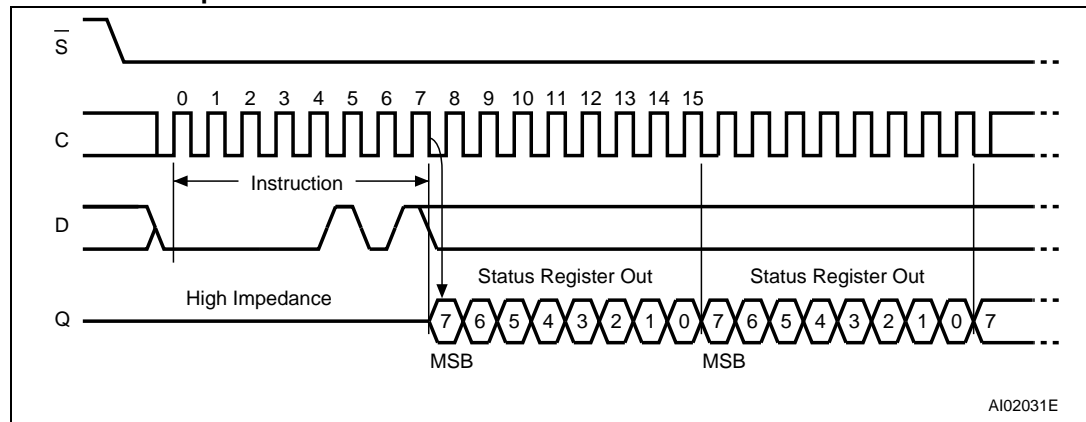 S
0 1 2 3 4 5 6 7 8 9 10 11 12 13 14 15
C
Instruction
D
Status Register Out Status Register Out
High Impedance
Q 7 6 5 4 3 2 1 0 7 6 5 4 3 2 1 0 7
MSB MSB
AI02031E